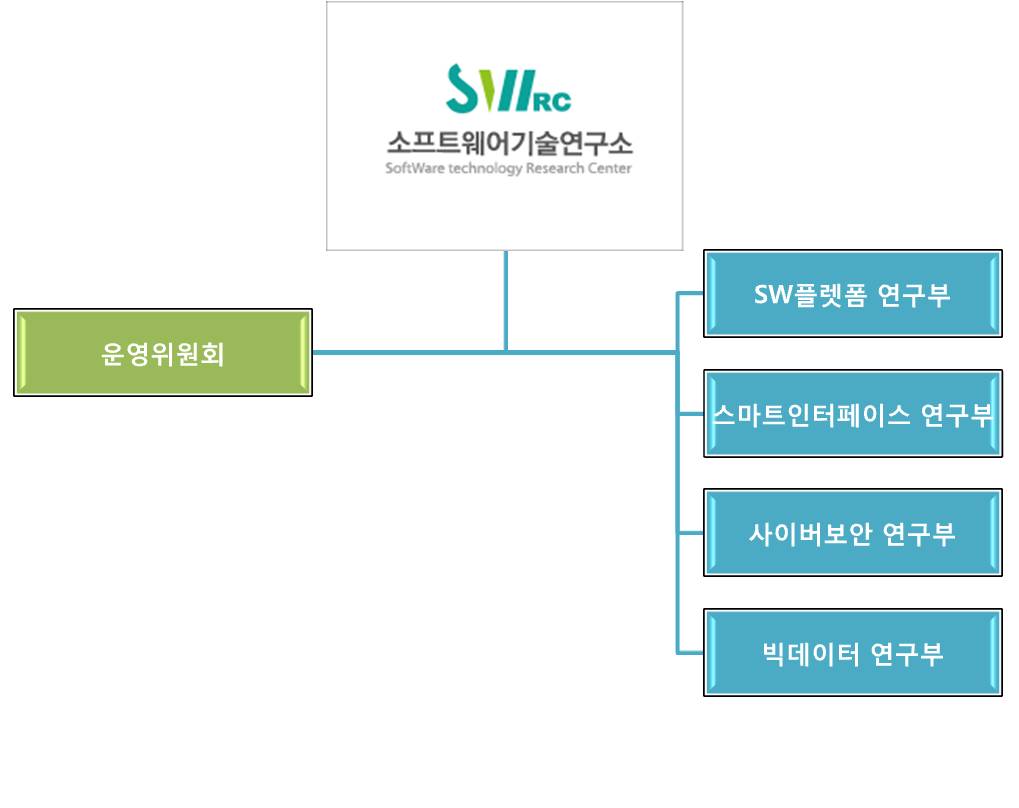 SWRC
소프트웨어기술연구소
SoftWare technology Research Center
운영위원회
SW플렛폼 연구부
스마트인터페이스 연구부
사이버보안 연구부
빅데이터 연구부